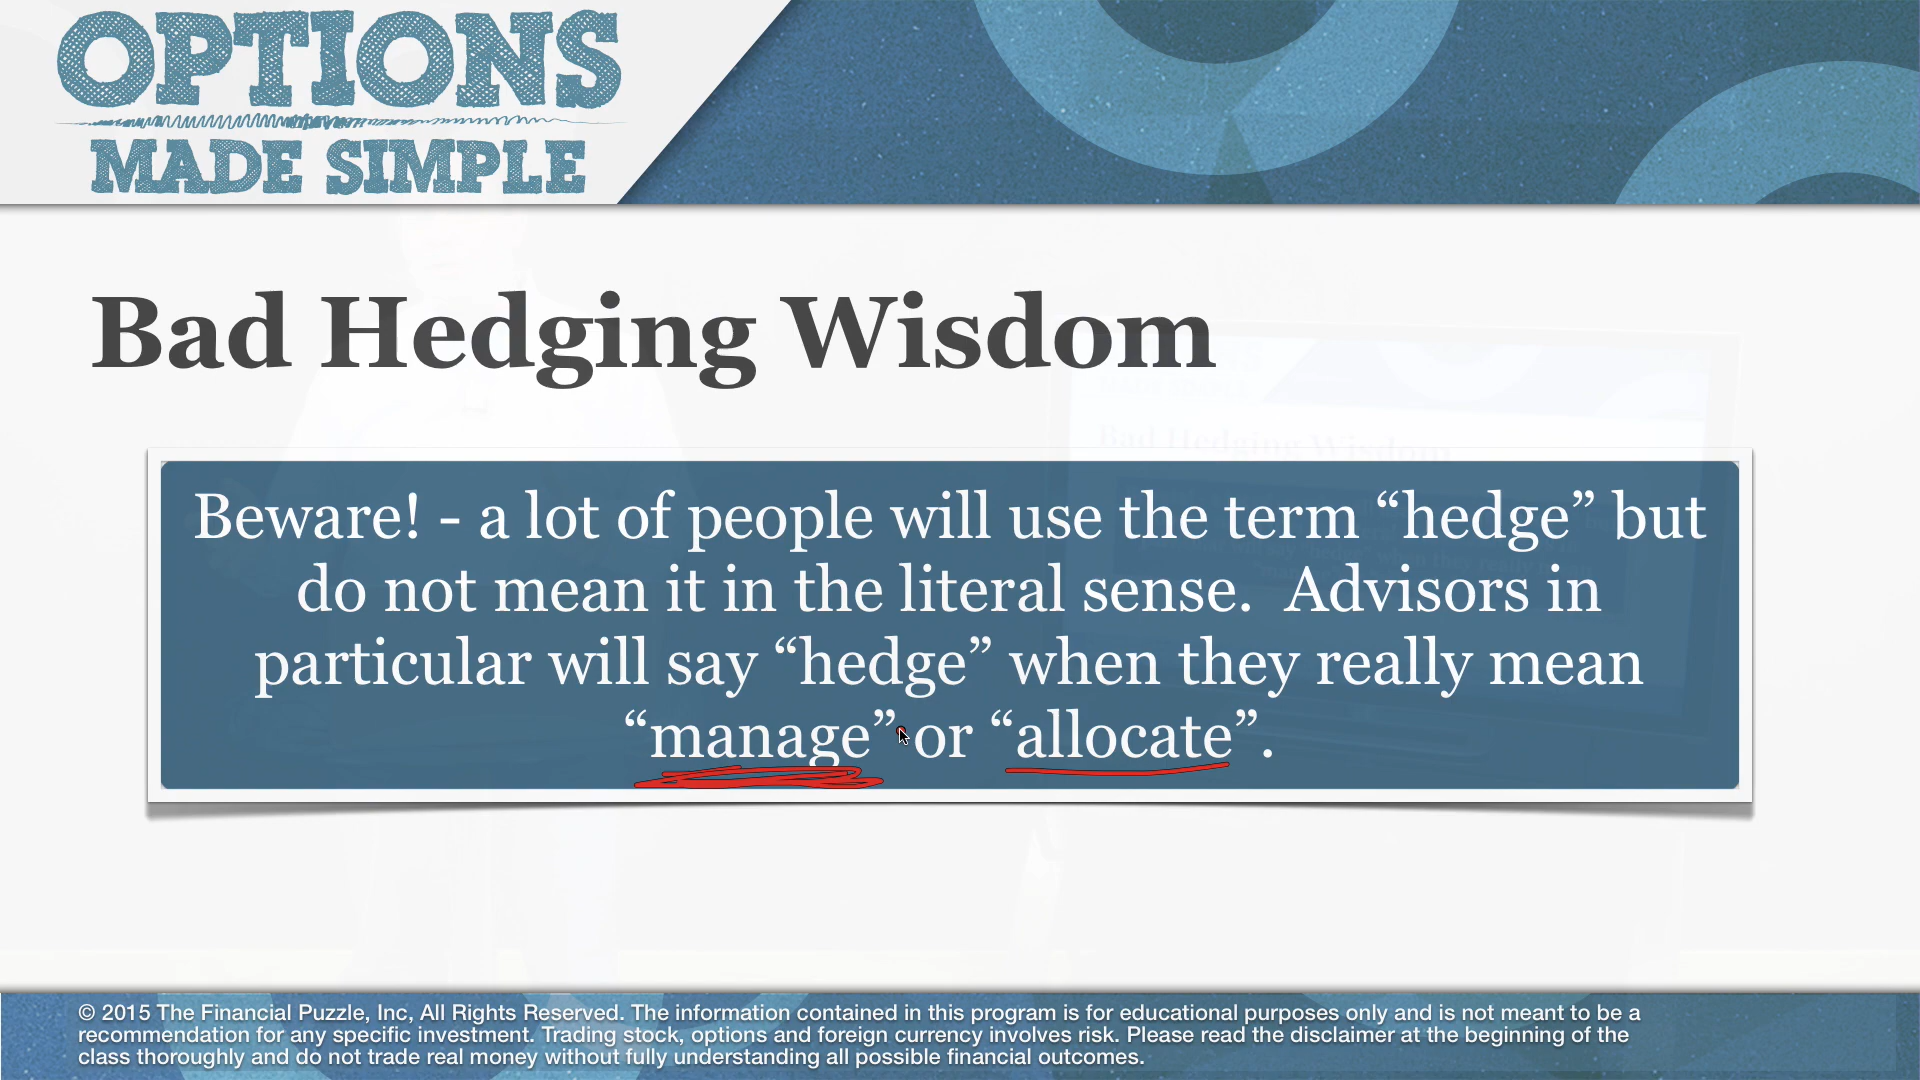 OPTIONS
MADE SIMPLE
Bad Hedging Wisdom
Bad Hedging Wisdom
Beware! - a lot of people will use the term “hedge” but
do not mean it in the literal sense.  Advisors in
particular will say “hedge” when they really mean
“manage” or “allocate”.
© 2015 The Financial Puzzle, Inc, All Rights Reserved. The information contained in this program is for educational purposes only and is not meant to be a
recommendation for any specific investment. Trading stock, options and foreign currency involves risk. Please read the disclaimer at the beginning of the
class thoroughly and do not trade real money without fully understanding all possible financial outcomes.